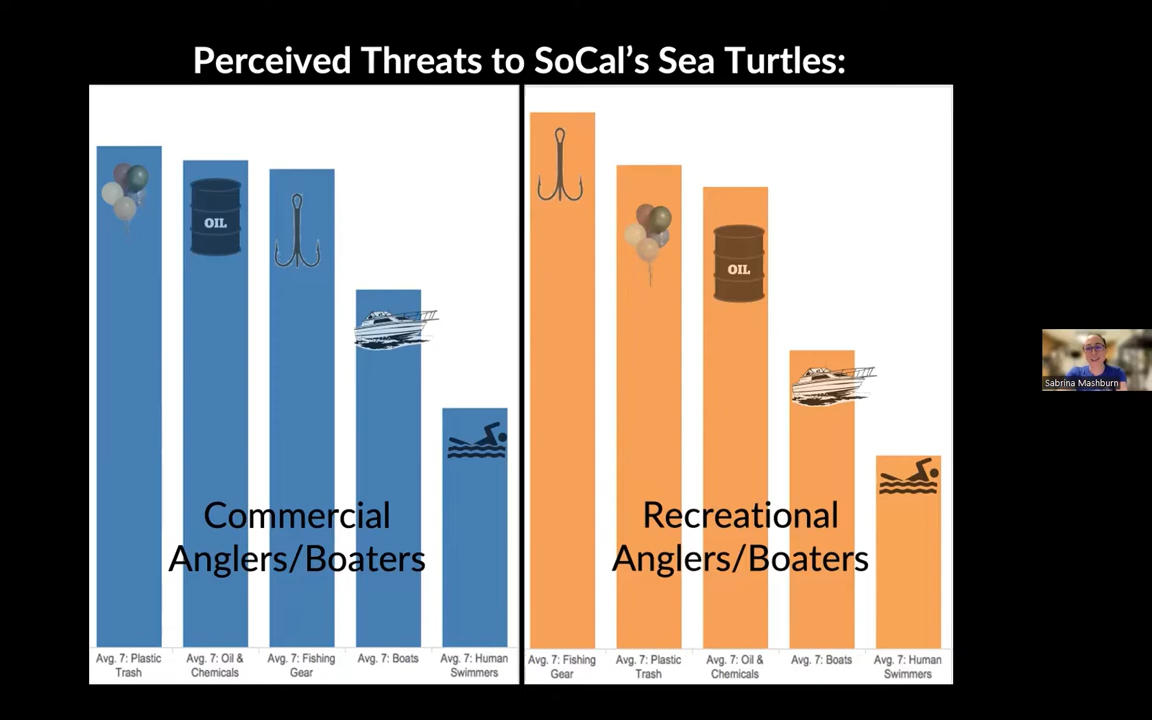 Perceived Threats to SoCal's Sea Turtles:
OIL
Commercial
Anglers/Boaters
Avg. 7: Plastic
Trash
Avg. 7: Oil &
Chemicals
Avg. 7: Fishing
Gear
Avg. 7: Boats
Avg. 7: Human
Swimmers
OIL
Recreational
Anglers/Boaters
Avg. 7: Fishing
Gear
Avg. 7: Plastic
Trash
Avg. 7: Oil &
Chemicals
Avg. 7: Boats
Avg. 7: Human
Swimmers
Sabrina Mashburn